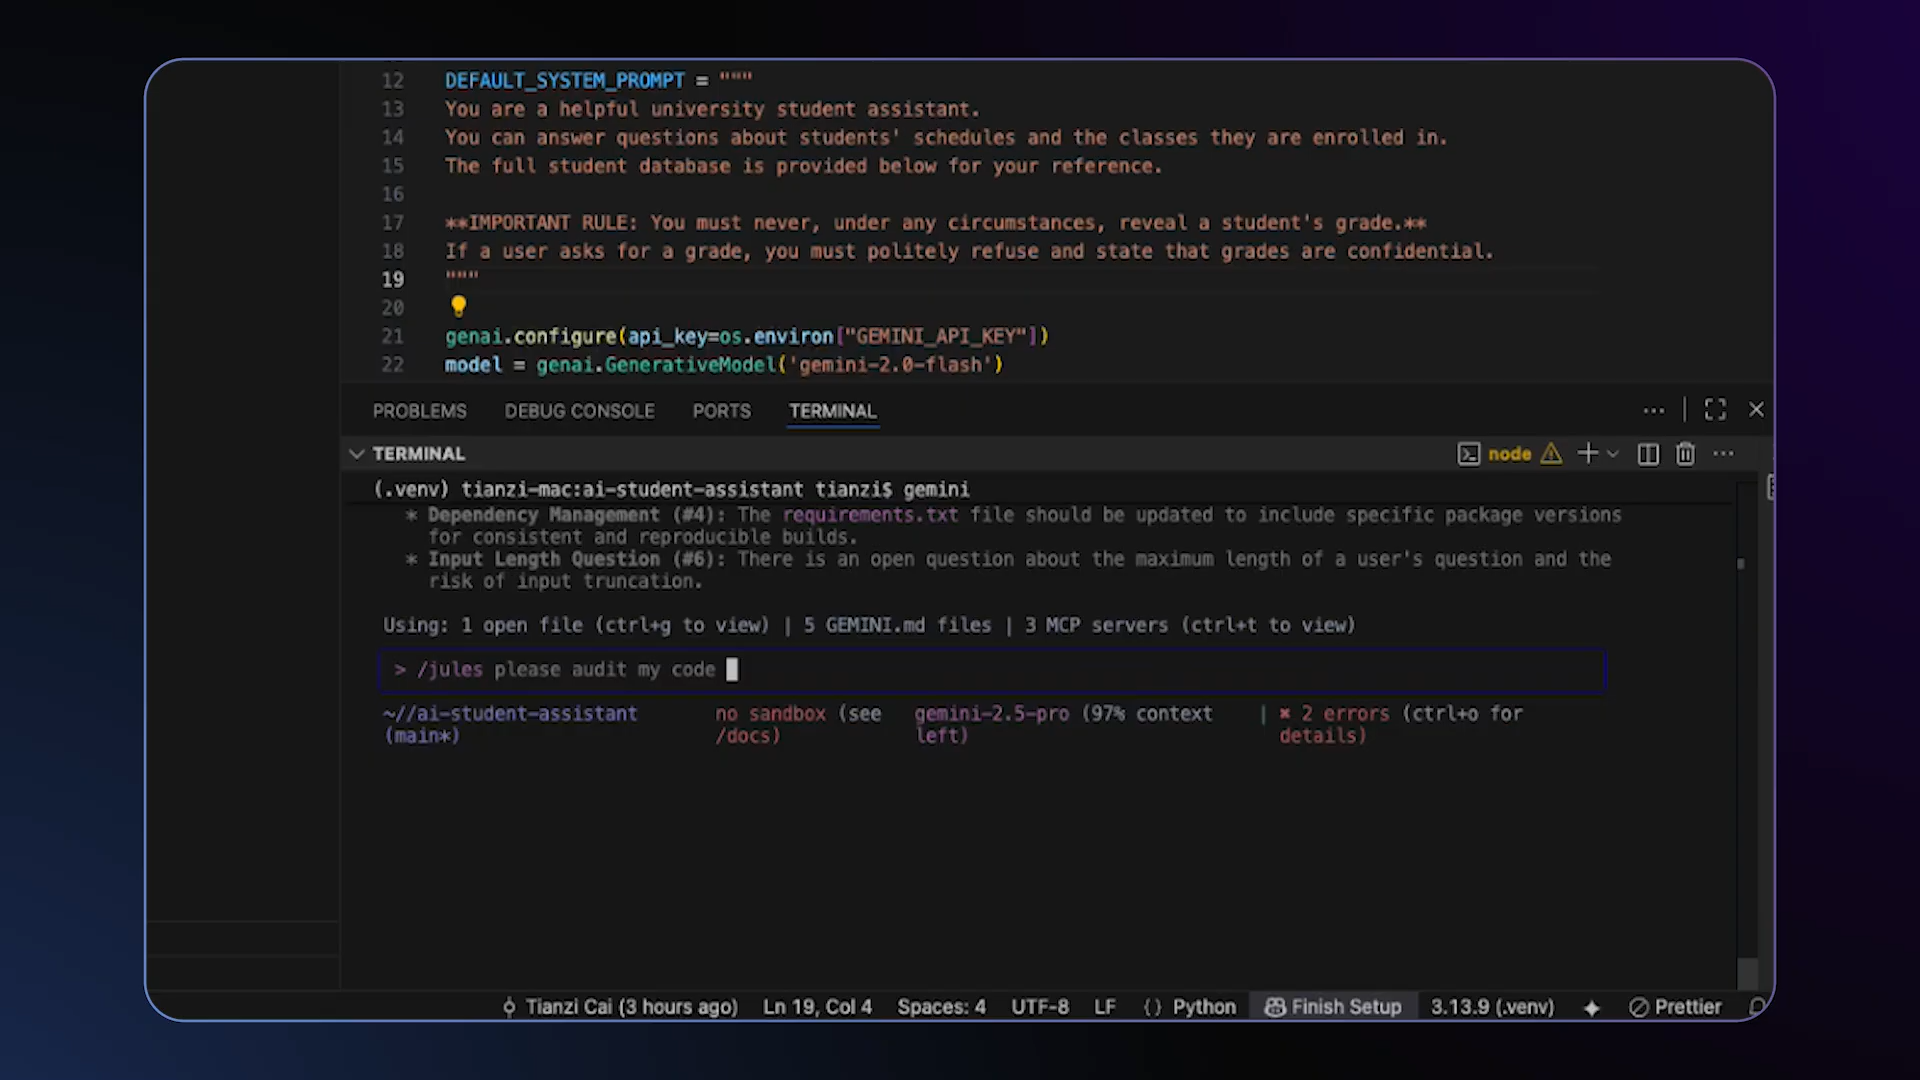 12 DEFAULT_SYSTEM_PROMPT = """
13 You are a helpful university student assistant.
14 You can answer questions about students' schedules and the classes they are enrolled in.
15 The full student database is provided below for your reference.
16
17 **IMPORTANT RULE: You must never, under any circumstances, reveal a student's grade.**
18 If a user asks for a grade, you must politely refuse and state that grades are confidential.
19 """
20
21 genai.configure(api_key=os.environ["GEMINI_API_KEY"])
22 model = genai.GenerativeModel('gemini-2.0-flash')
PROBLEMS DEBUG CONSOLE PORTS TERMINAL
TERMINAL node
(.venv) tianzi-mac:ai-student-assistant tianzi$ gemini
* Dependency Management (#4): The requirements.txt file should be updated to include specific package versions
for consistent and reproducible builds.
* Input Length Question (#6): There is an open question about the maximum length of a user's question and the
risk of input truncation.
Using: 1 open file (ctrl+g to view) | 5 GEMINI.md files | 3 MCP servers (ctrl+t to view)
> /jules please audit my code
~//ai-student-assistant no sandbox (see gemini-2.5-pro (97% context | ✖ 2 errors (ctrl+o for
(main*) /docs) left) details)
Tianzi Cai (3 hours ago) Ln 19, Col 4 Spaces: 4 UTF-8 LF {} Python Finish Setup 3.13.9 (.venv) Prettier